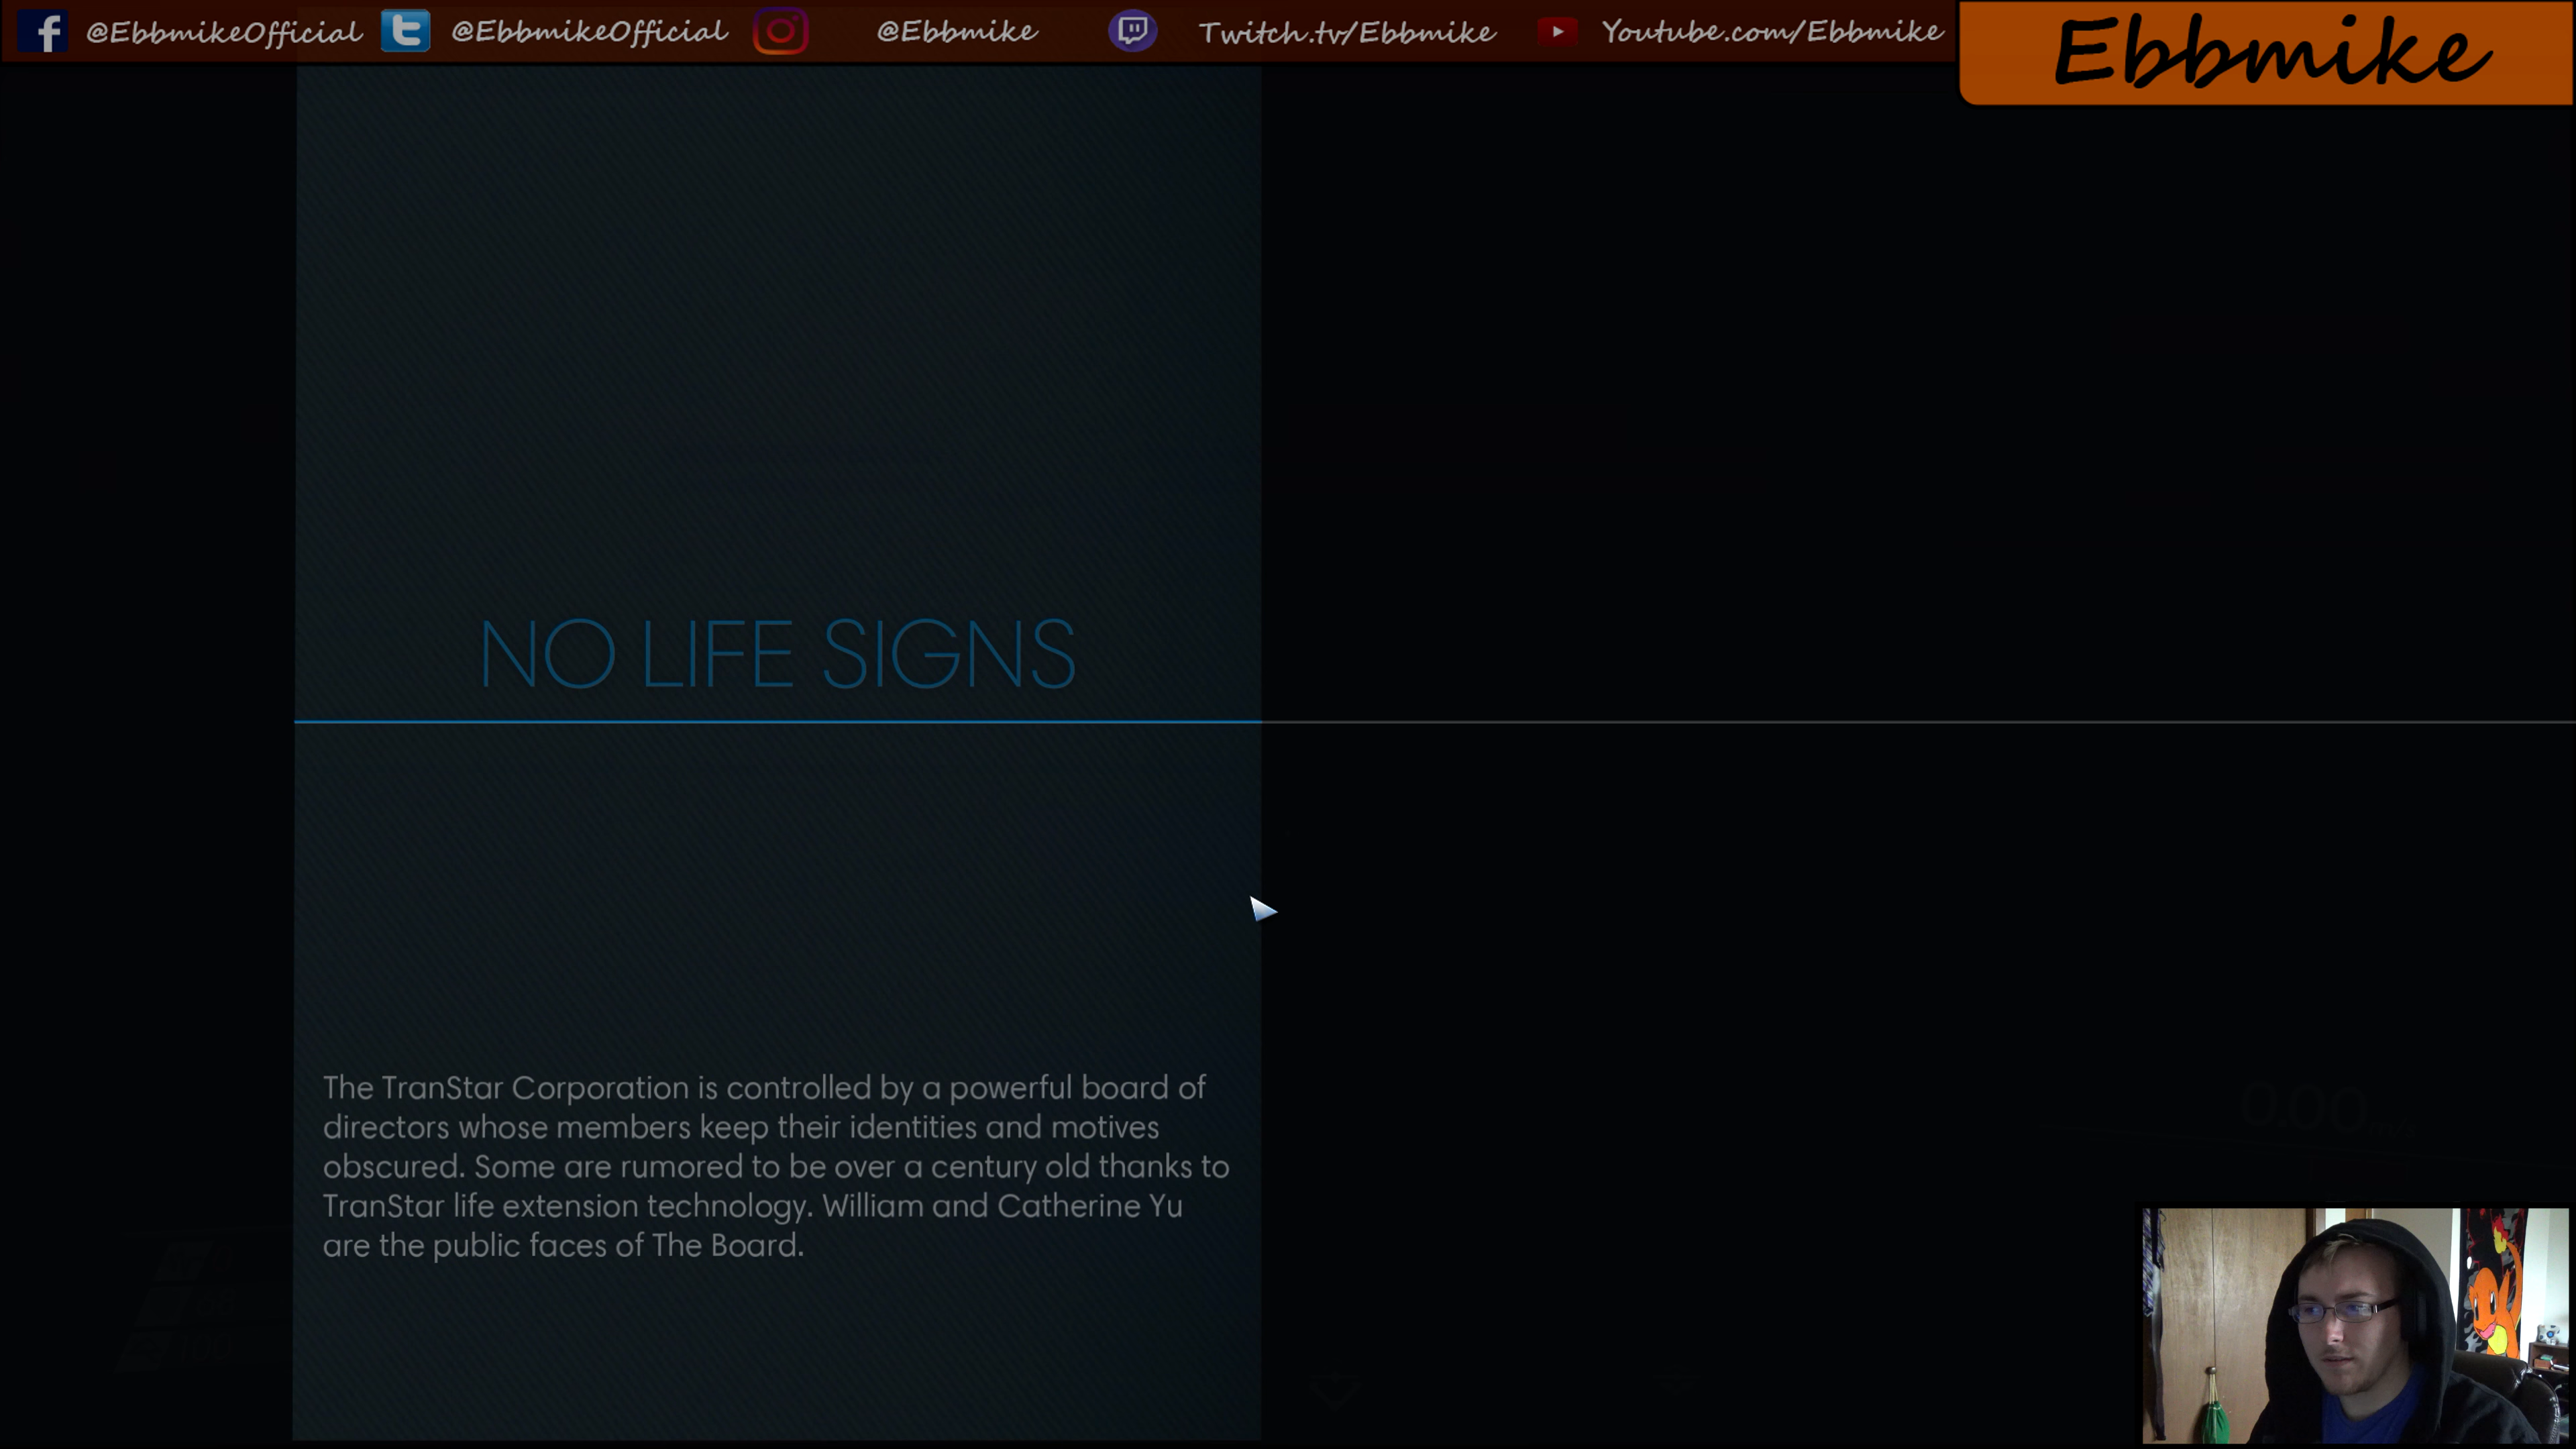 @EbbmikeOfficial @EbbmikeOfficial @Ebbmike Twitch.tv/Ebbmike Youtube.com/Ebbmike
Ebbmike
NO LIFE SIGNS
The TranStar Corporation is controlled by a powerful board of
directors whose members keep their identities and motives
obscured. Some are rumored to be over a century old thanks to
TranStar life extension technology. William and Catherine Yu
are the public faces of The Board.
0.00